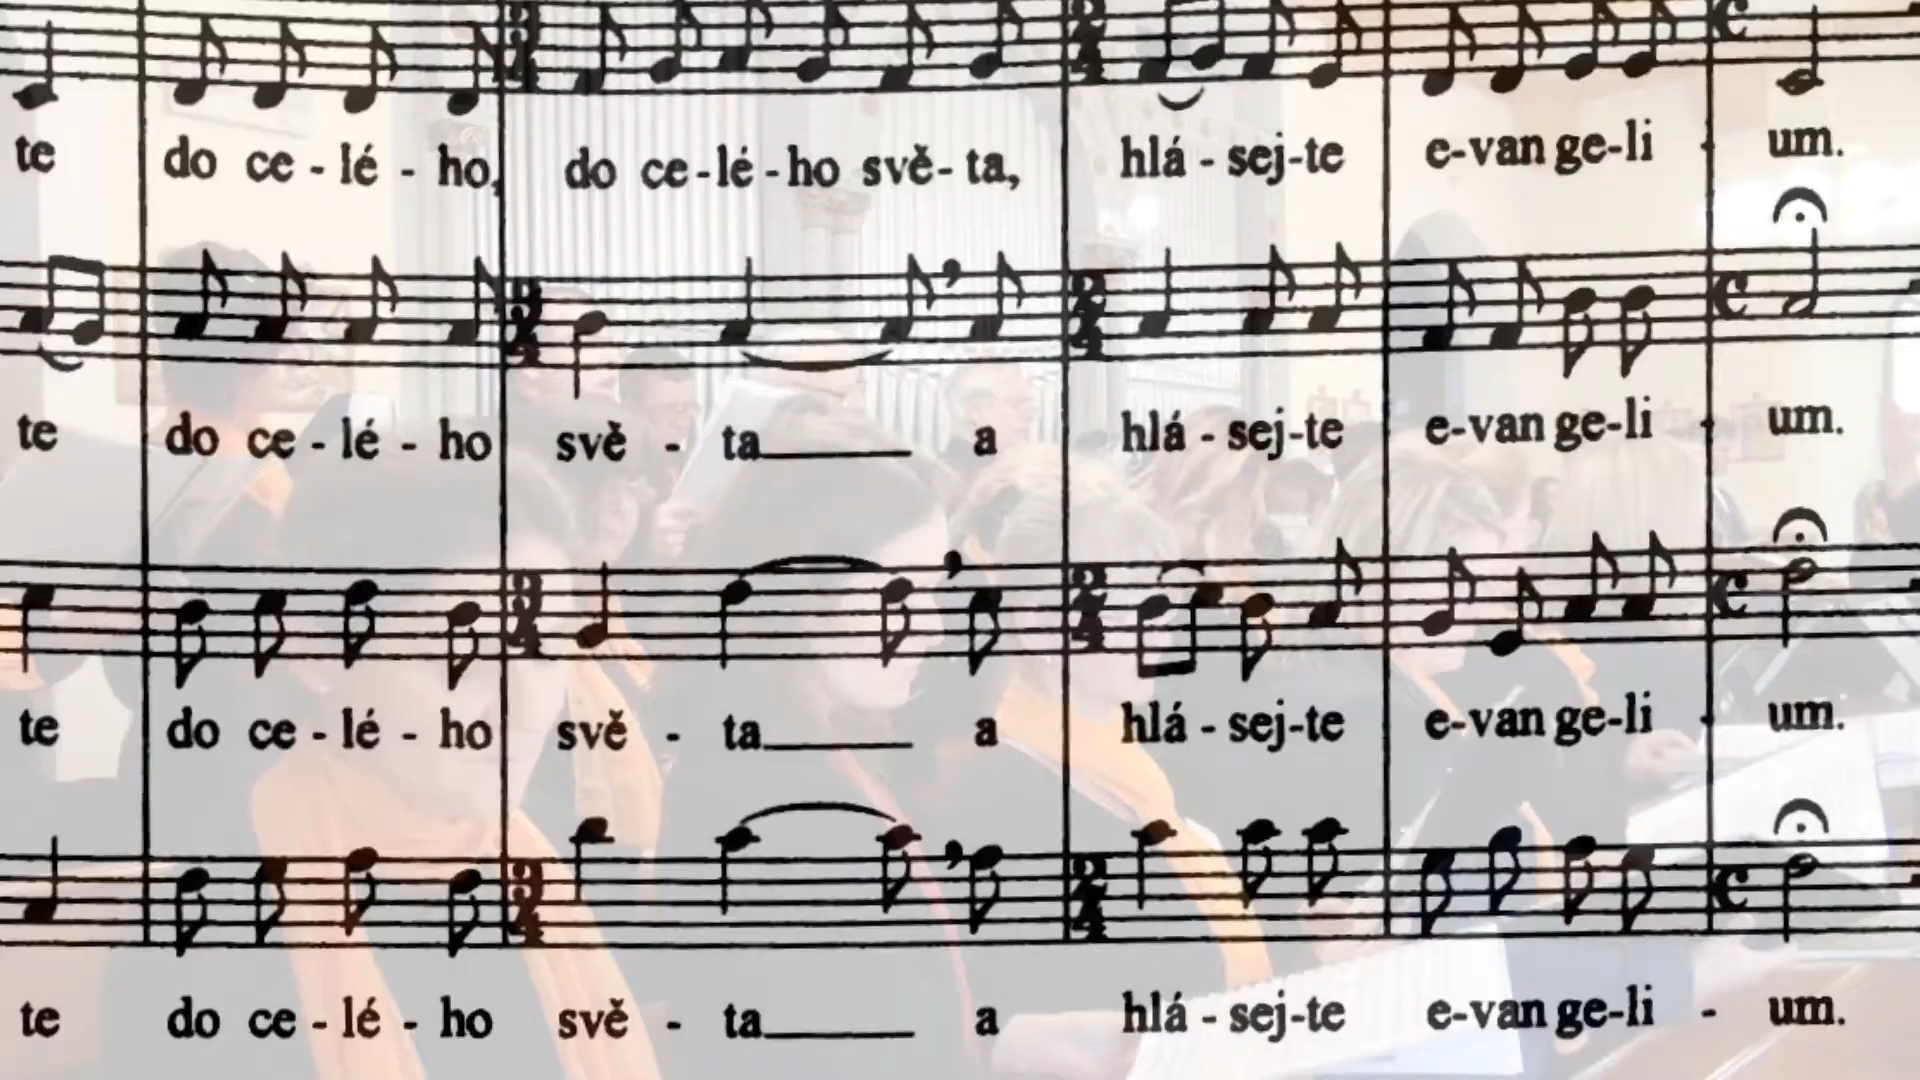 te do ce - lé - ho, do ce - lé - ho svě - ta, hlá - sej - te e - van ge - li - um.
te do ce - lé - ho svě - ta a hlá - sej - te e - van ge - li - um.
te do ce - lé - ho svě - ta a hlá - sej - te e - van ge - li - um.
te do ce - lé - ho svě - ta a hlá - sej - te e - van ge - li - um.